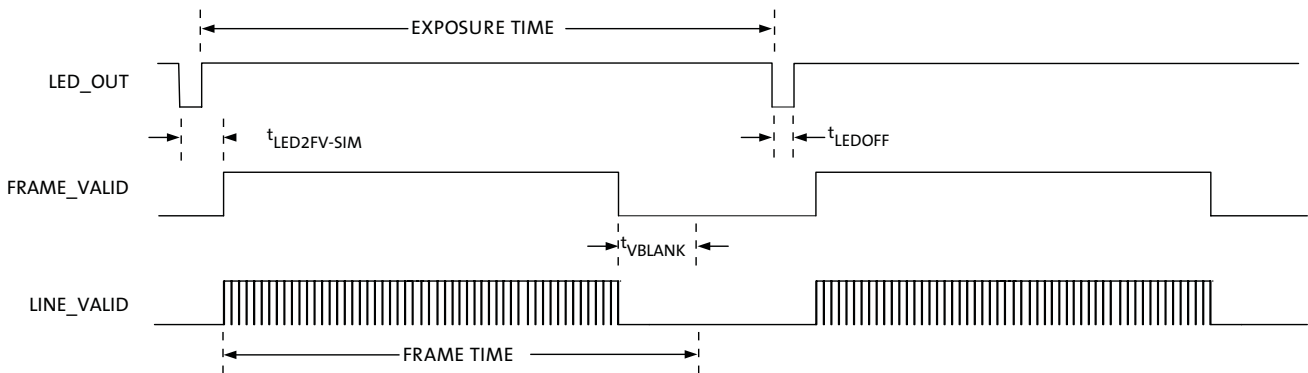 EXPOSURE TIME
LED_OUT
tLED2FV-SIM
tLEDOFF
FRAME_VALID
tVBLANK
LINE_VALID
FRAME TIME